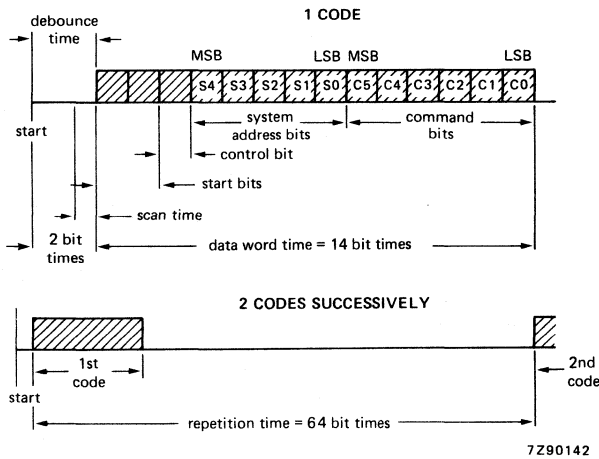 1 CODE
debounce
time
MSB
LSB
MSB
LSB
S4 S3 S2 S1 S0 C5 C4 C3 C2 C1 C0
start
system
address bits
command
bits
control bit
start bits
scan time
2 bit
times
data word time = 14 bit times
2 CODES SUCCESSIVELY
1st
code
2nd
code
start
repetition time = 64 bit times
7Z90142